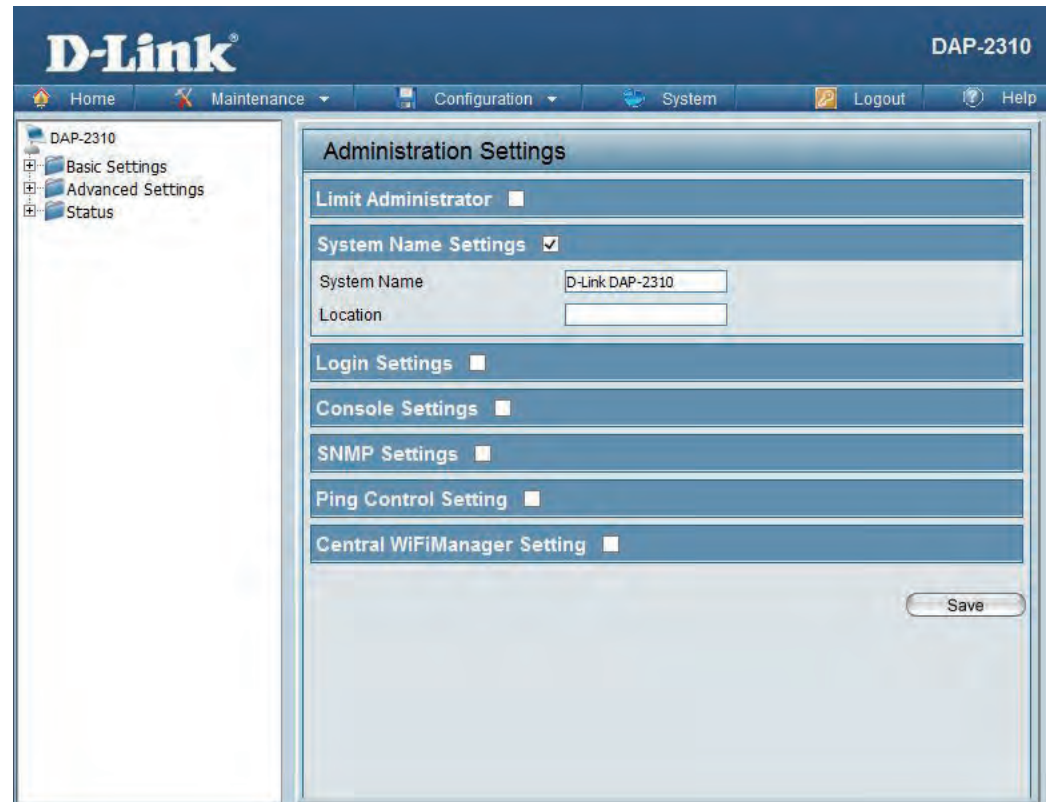 D-Link®
DAP-2310
Home Maintenance Configuration System Logout Help
DAP-2310
Basic Settings
Advanced Settings
Status
Administration Settings
Limit Administrator
System Name Settings
System Name D-Link DAP-2310
Location
Login Settings
Console Settings
SNMP Settings
Ping Control Setting
Central WiFiManager Setting
Save